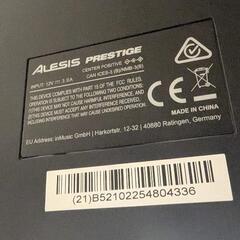 ALESIS PRESTIGE
INPUT: 12V 3.9A
CENTER POSITIVE
CAN ICES-3 (B)/NMB-3(B)
THIS DEVICE COMPLIES WITH PART 15 OF THE FCC RULES.
OPERATION IS SUBJECT TO THE FOLLOWING TWO CONDITIONS:
(1) THIS DEVICE MAY NOT CAUSE HARMFUL INTERFERENCE,
AND (2) THIS DEVICE MUST ACCEPT ANY INTERFERENCE
RECEIVED, INCLUDING INTERFERENCE THAT MAY CAUSE
UNDESIRED OPERATION.
MADE IN CHINA
EU Address: inMusic GmbH | Harkortstr. 12 - 32 | 40880 Ratingen, Germany
(21)B52102254804336